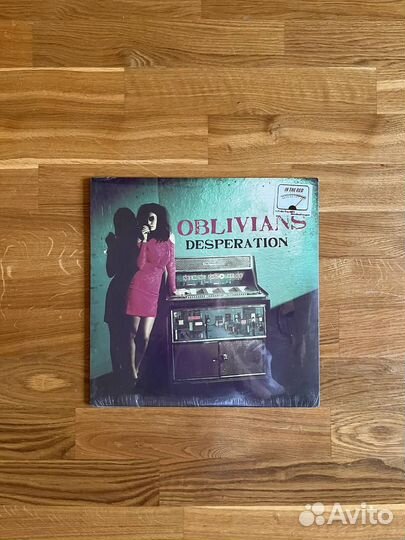 IN THE RED
OBLIVIANS
DESPERATION
Avito